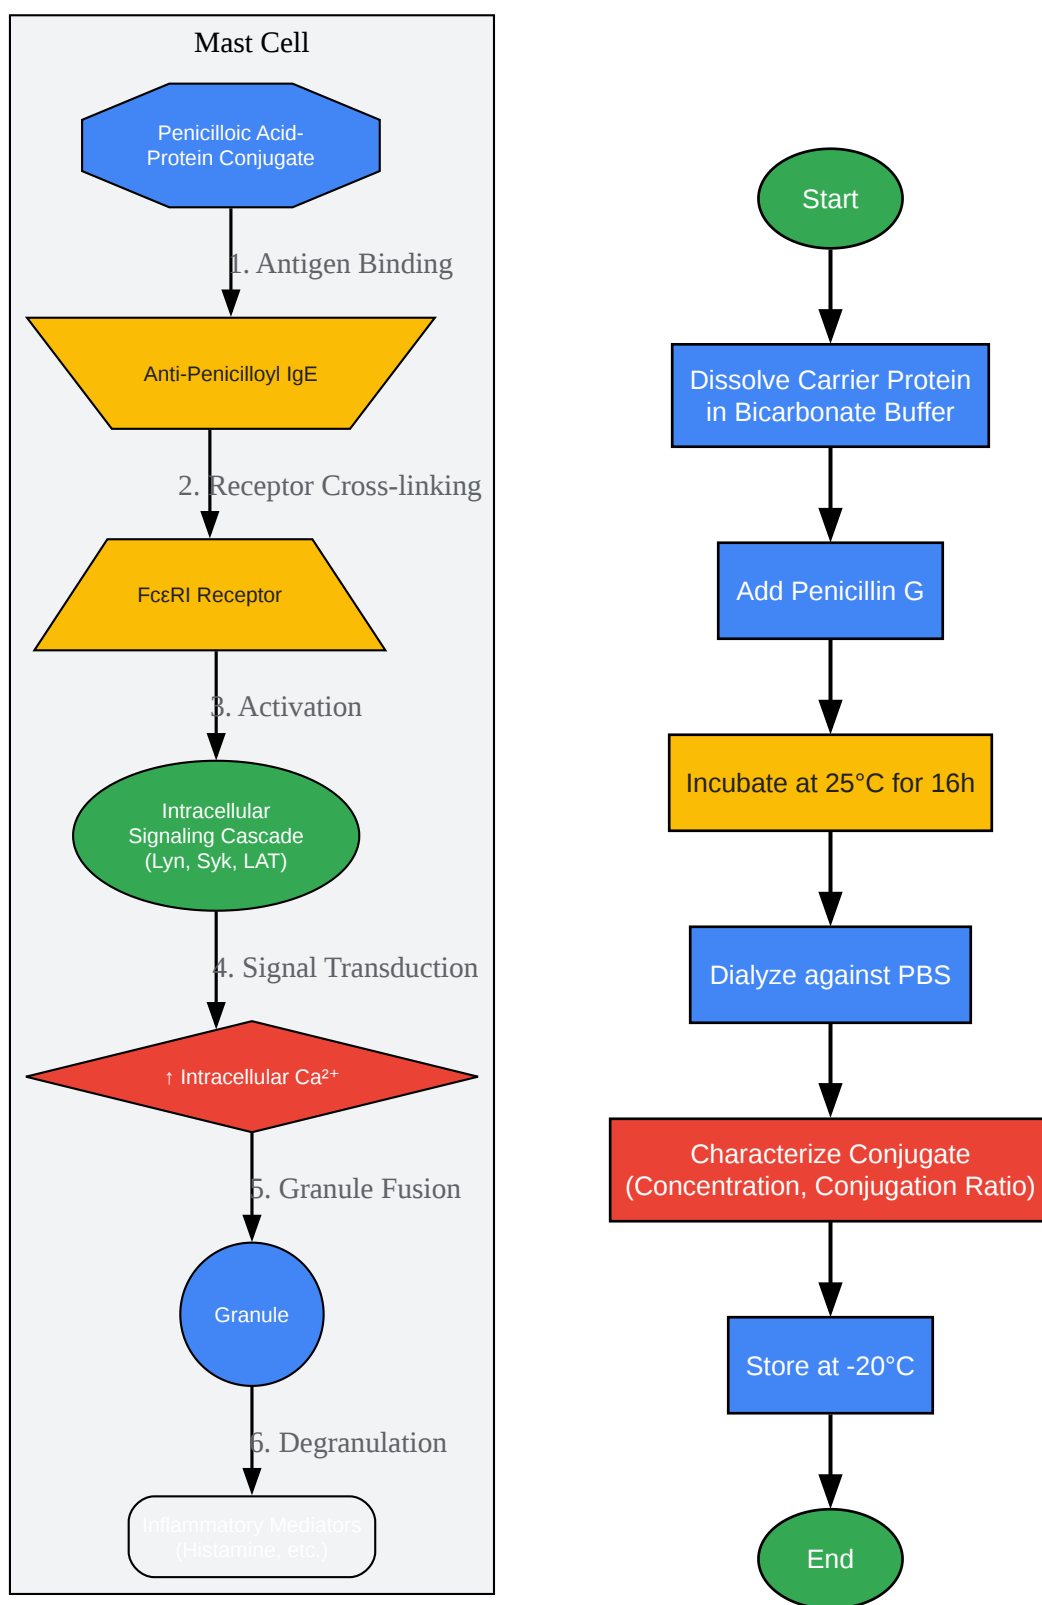 Mast Cell
Penicilloic Acid-
Protein Conjugate
1. Antigen Binding
Anti-Penicilloyl IgE
2. Receptor Cross-linking
FcεRI Receptor
3. Activation
Intracellular
Signaling Cascade
(Lyn, Syk, LAT)
4. Signal Transduction
↑ Intracellular Ca²⁺
5. Granule Fusion
Granule
6. Degranulation
Inflammatory Mediators
(Histamine, etc.)
Start
Dissolve Carrier Protein
in Bicarbonate Buffer
Add Penicillin G
Incubate at 25°C for 16h
Dialyze against PBS
Characterize Conjugate
(Concentration, Conjugation Ratio)
Store at -20°C
End